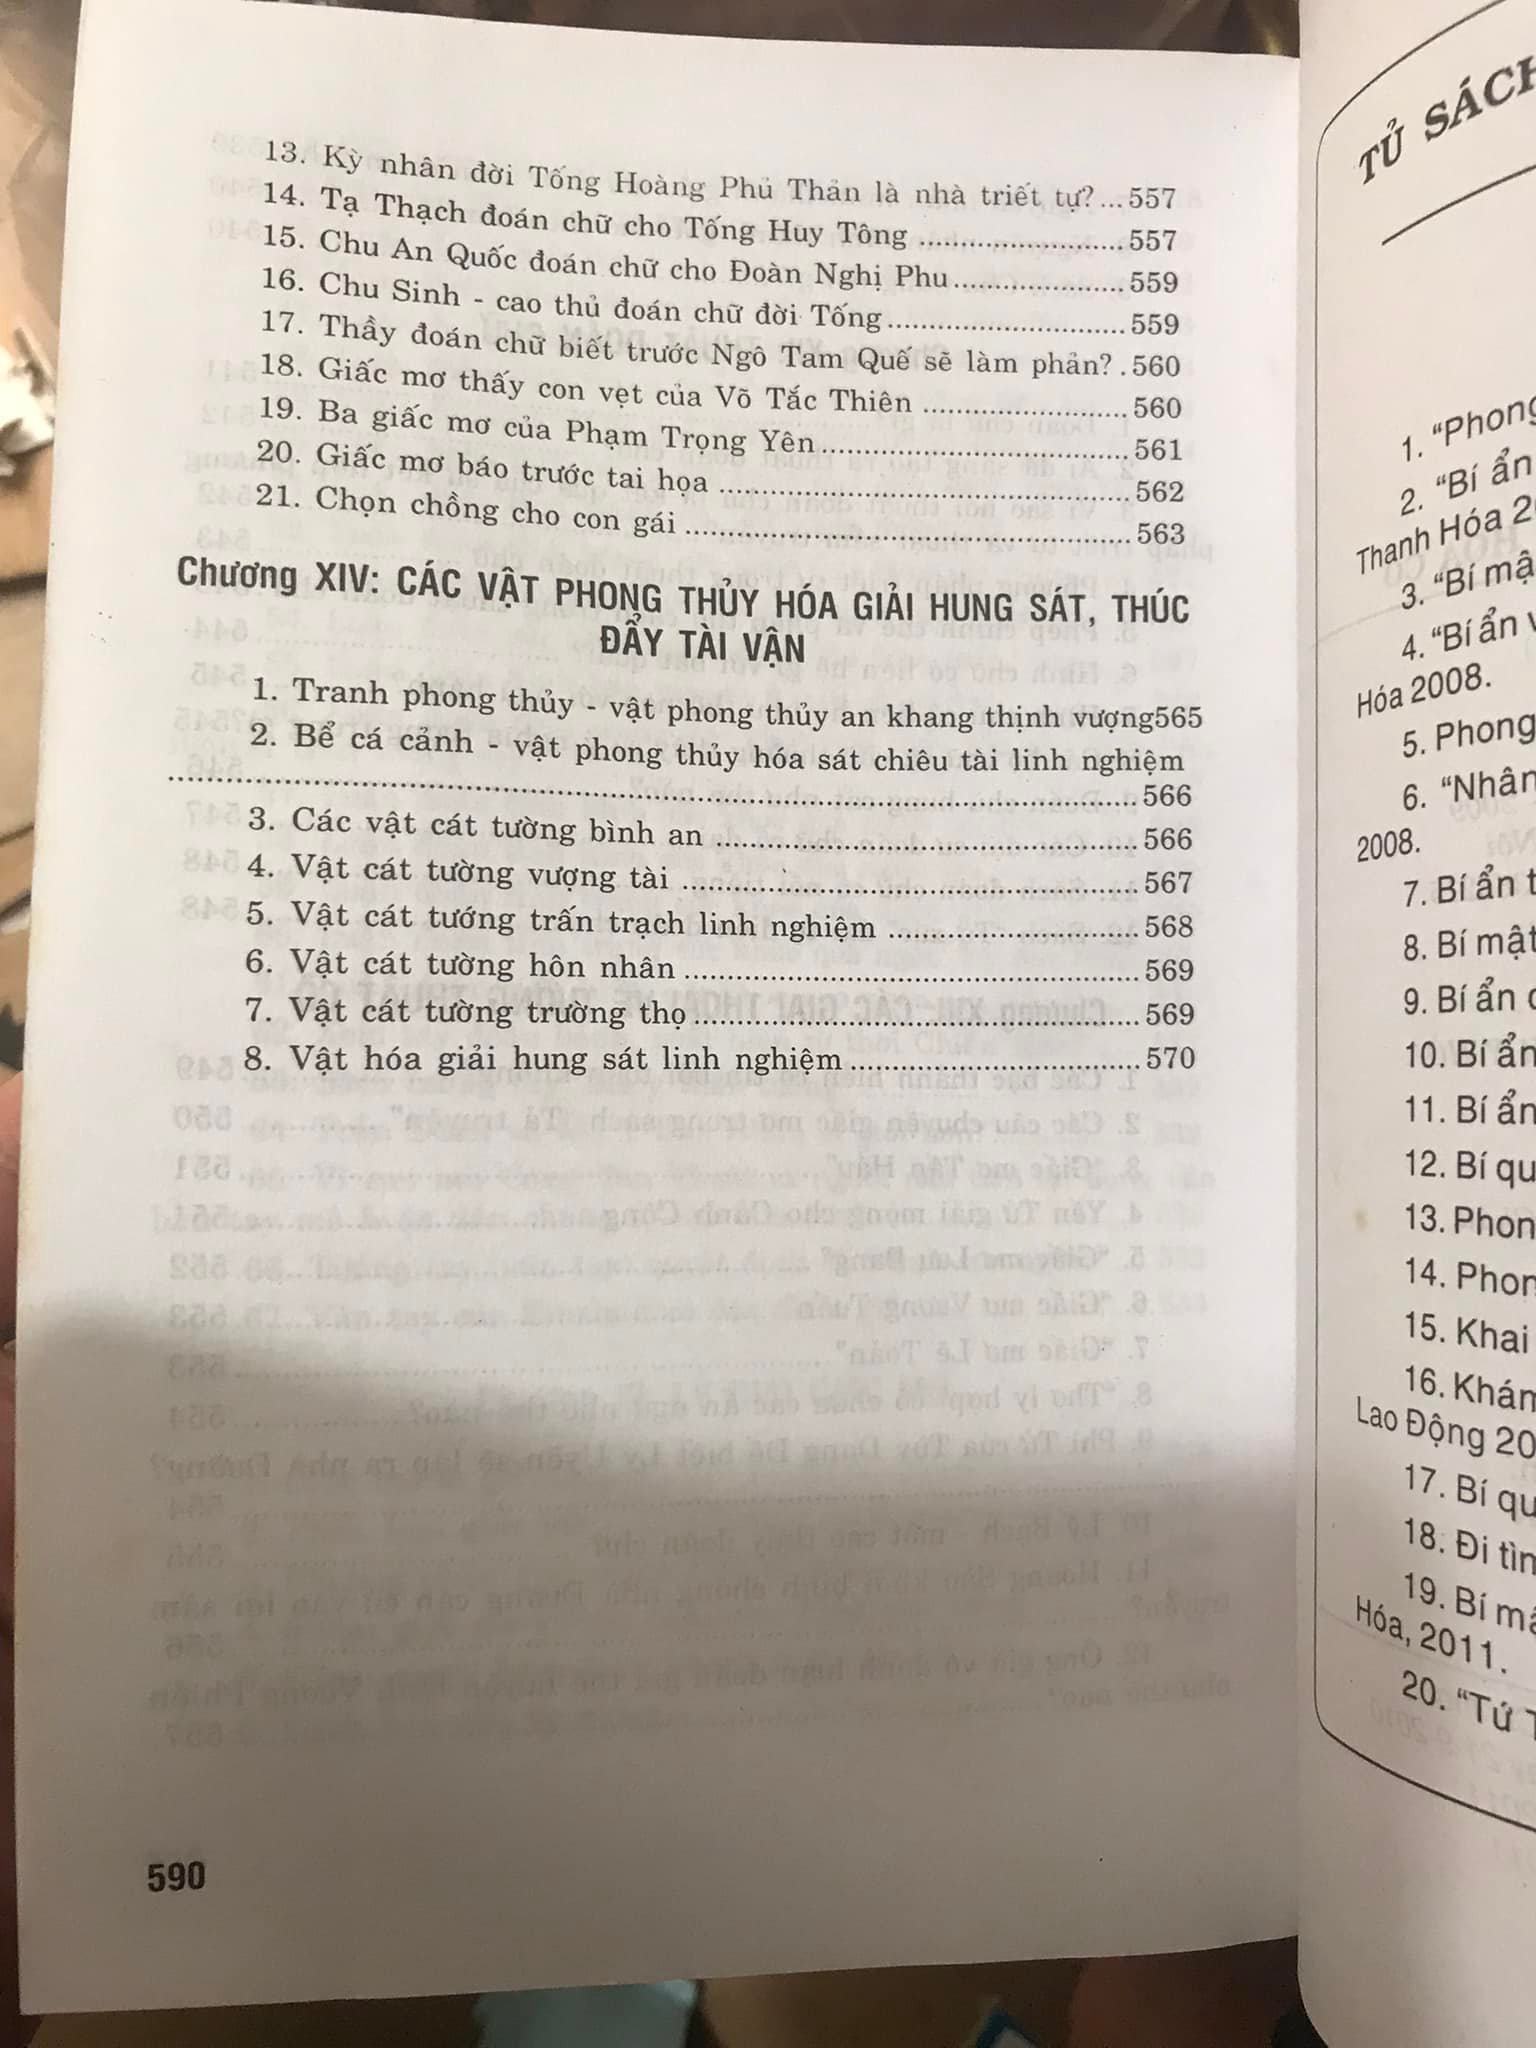 13. Kỳ nhân đời Tống Hoàng Phủ Thản là nhà triết tự?...557
14. Tạ Thạch đoán chữ cho Tống Huy Tông ........................557
15. Chu An Quốc đoán chữ cho Đoàn Nghị Phu....................559
16. Chu Sinh - cao thủ đoán chữ đời Tống............................559
17. Thầy đoán chữ biết trước Ngô Tam Quế sẽ làm phản?.560
18. Giấc mơ thấy con vẹt của Võ Tắc Thiên ........................560
19. Ba giấc mơ của Phạm Trọng Yên....................................561
20. Giấc mơ báo trước tai họa ................................................562
21. Chọn chồng cho con gái....................................................563
Chương XIV: CÁC VẬT PHONG THỦY HÓA GIẢI HUNG SÁT, THÚC
ĐẨY TÀI VẬN
1. Tranh phong thủy - vật phong thủy an khang thịnh vượng565
2. Bể cá cảnh - vật phong thủy hóa sát chiêu tài linh nghiệm
................................................................................................566
3. Các vật cát tường bình an ................................................566
4. Vật cát tường vượng tài ....................................................567
5. Vật cát tướng trấn trạch linh nghiệm ............................568
6. Vật cát tường hôn nhân....................................................569
7. Vật cát tường trường thọ..................................................569
8. Vật hóa giải hung sát linh nghiệm..................................570
590
TỦ SÁCH
1. “Phong
2. “Bí ẩn
Thanh Hóa
3. “Bí mậ
4. “Bí ẩn
Hóa 2008.
5. Phong
6. “Nhân
2008.
7. Bí ẩn
8. Bí mật
9. Bí ẩn
10. Bí ẩn
11. Bí ẩn
12. Bí qu
13. Phon
14. Phon
15. Khai
16. Khám
Lao Động 20
17. Bí qu
18. Đi tìm
19. Bí mậ
Hóa, 2011.
20. “Tứ